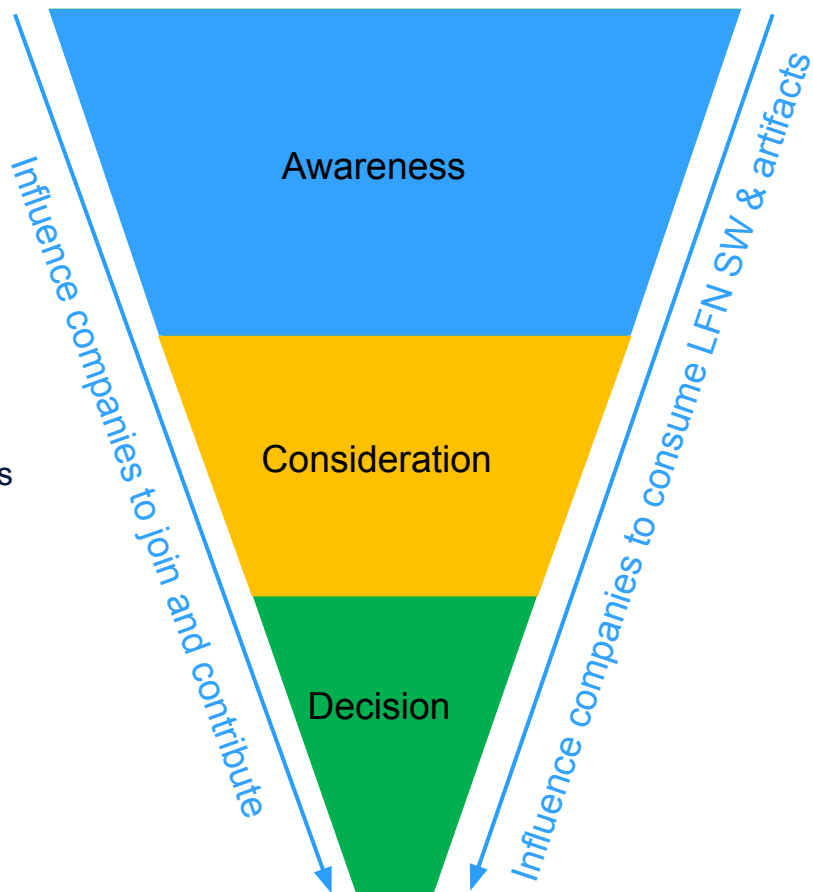 Awareness
Influence companies to join and contribute
Influence companies to consume LFN SW & artifacts
Consideration
s
Decision